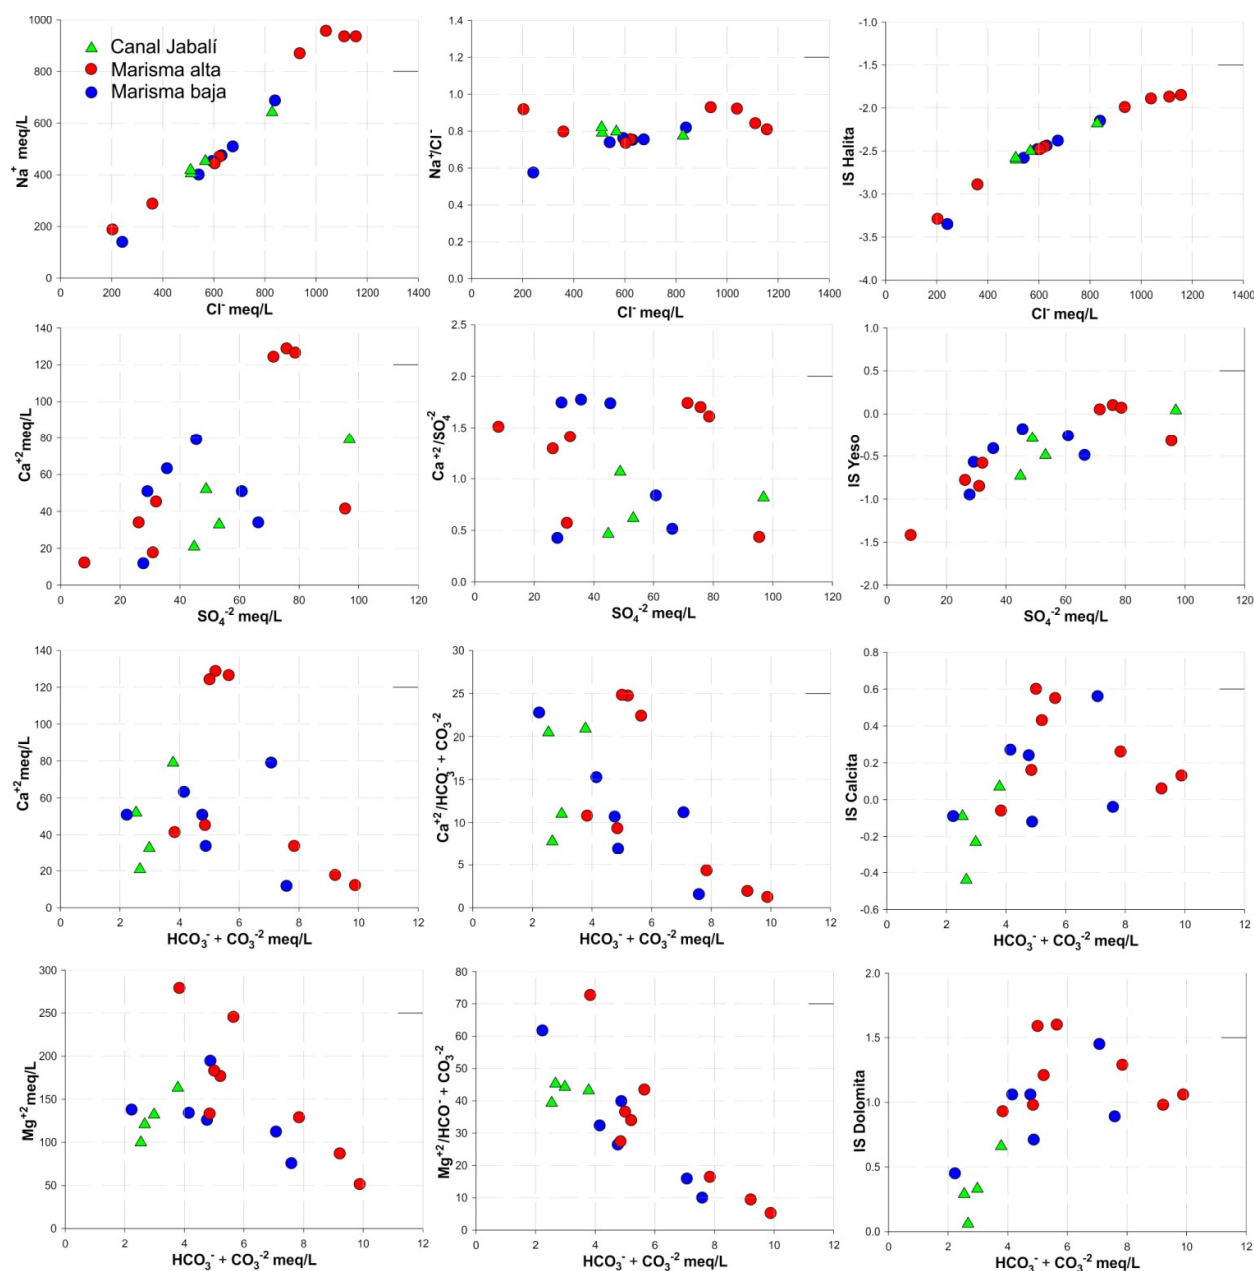 1000
800
600
400
200
0
Na⁺ meq/L
Canal Jabalí
Marisma alta
Marisma baja
0 200 400 600 800 1000 1200 1400
Cl⁻ meq/L
1.4
1.2
1.0
0.8
0.6
0.4
0.2
0.0
Na⁺/Cl⁻
0 200 400 600 800 1000 1200 1400
Cl⁻ meq/L
-1.0
-1.5
-2.0
-2.5
-3.0
-3.5
-4.0
IS Halita
0 200 400 600 800 1000 1200 1400
Cl⁻ meq/L
140
120
100
80
60
40
20
0
Ca⁺² meq/L
0 20 40 60 80 100 120
SO₄⁻² meq/L
2.5
2.0
1.5
1.0
0.5
0.0
Ca⁺²/SO₄⁻²
0 20 40 60 80 100 120
SO₄⁻² meq/L
1.0
0.5
0.0
-0.5
-1.0
-1.5
-2.0
IS Yeso
0 20 40 60 80 100 120
SO₄⁻² meq/L
140
120
100
80
60
40
20
0
Ca⁺² meq/L
0 2 4 6 8 10 12
HCO₃⁻ + CO₃⁻² meq/L
30
25
20
15
10
5
0
Ca⁺²/HCO₃⁻ + CO₃⁻²
0 2 4 6 8 10 12
HCO₃⁻ + CO₃⁻² meq/L
0.8
0.6
0.4
0.2
0.0
-0.2
-0.4
-0.6
IS Calcita
0 2 4 6 8 10 12
HCO₃⁻ + CO₃⁻² meq/L
300
250
200
150
100
50
0
Mg⁺² meq/L
0 2 4 6 8 10 12
HCO₃⁻ + CO₃⁻² meq/L
80
70
60
50
40
30
20
10
0
Mg⁺²/HCO⁻ + CO₃⁻²
0 2 4 6 8 10 12
HCO₃⁻ + CO₃⁻² meq/L
2.0
1.5
1.0
0.5
0.0
IS Dolomita
0 2 4 6 8 10 12
HCO₃⁻ + CO₃⁻² meq/L